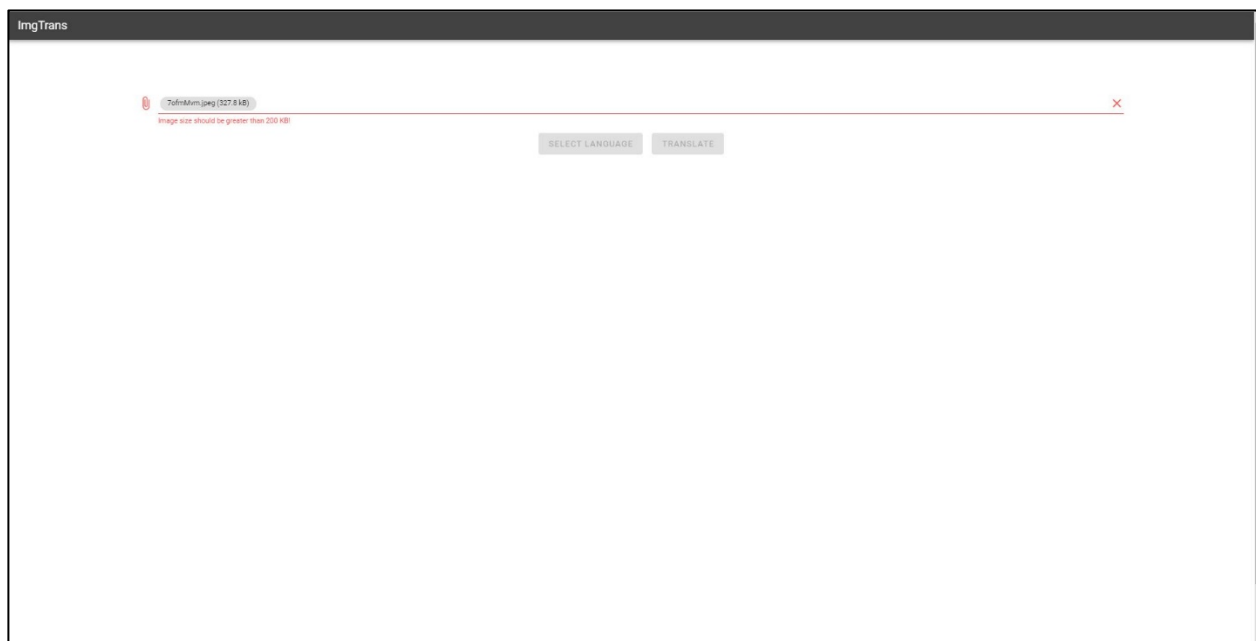 ImgTrans
7ofmMvm.jpeg (327.8 kB)
Image size should be greater than 200 KB!
SELECT LANGUAGE TRANSLATE